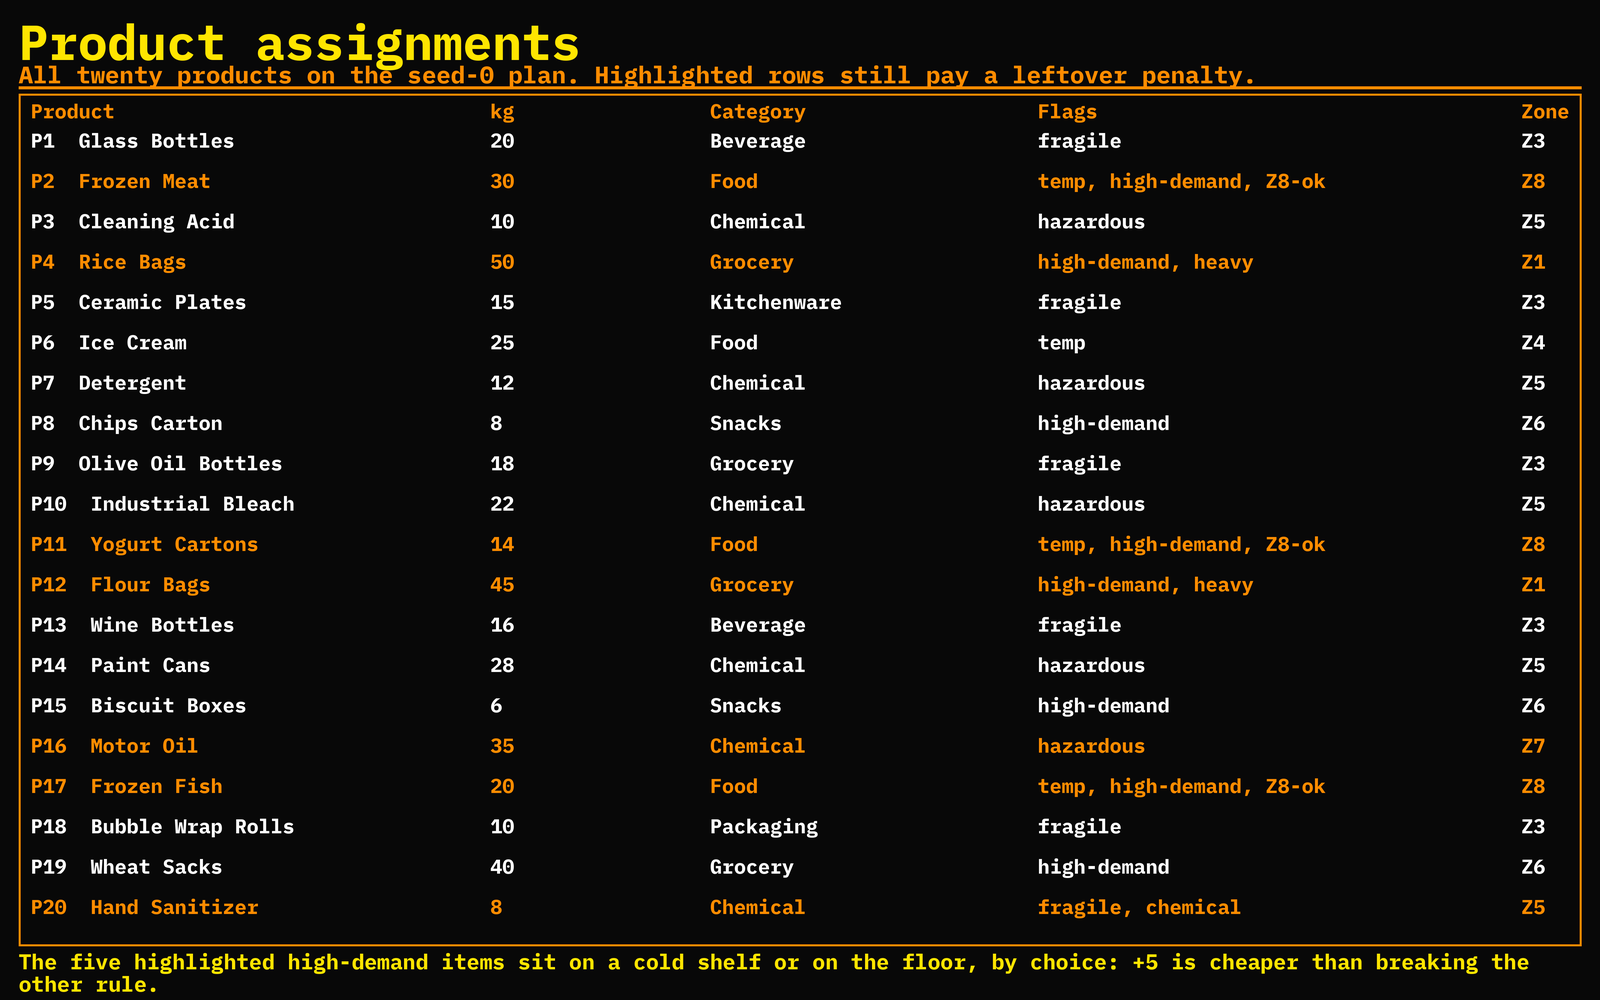 Product assignments
All twenty products on the seed-0 plan. Highlighted rows still pay a leftover penalty.
Product kg Category Flags Zone
P1 Glass Bottles 20 Beverage fragile Z3
P2 Frozen Meat 30 Food temp, high-demand, Z8-ok Z8
P3 Cleaning Acid 10 Chemical hazardous Z5
P4 Rice Bags 50 Grocery high-demand, heavy Z1
P5 Ceramic Plates 15 Kitchenware fragile Z3
P6 Ice Cream 25 Food temp Z4
P7 Detergent 12 Chemical hazardous Z5
P8 Chips Carton 8 Snacks high-demand Z6
P9 Olive Oil Bottles 18 Grocery fragile Z3
P10 Industrial Bleach 22 Chemical hazardous Z5
P11 Yogurt Cartons 14 Food temp, high-demand, Z8-ok Z8
P12 Flour Bags 45 Grocery high-demand, heavy Z1
P13 Wine Bottles 16 Beverage fragile Z3
P14 Paint Cans 28 Chemical hazardous Z5
P15 Biscuit Boxes 6 Snacks high-demand Z6
P16 Motor Oil 35 Chemical hazardous Z7
P17 Frozen Fish 20 Food temp, high-demand, Z8-ok Z8
P18 Bubble Wrap Rolls 10 Packaging fragile Z3
P19 Wheat Sacks 40 Grocery high-demand Z6
P20 Hand Sanitizer 8 Chemical fragile, chemical Z5
The five highlighted high-demand items sit on a cold shelf or on the floor, by choice: +5 is cheaper than breaking the
other rule.